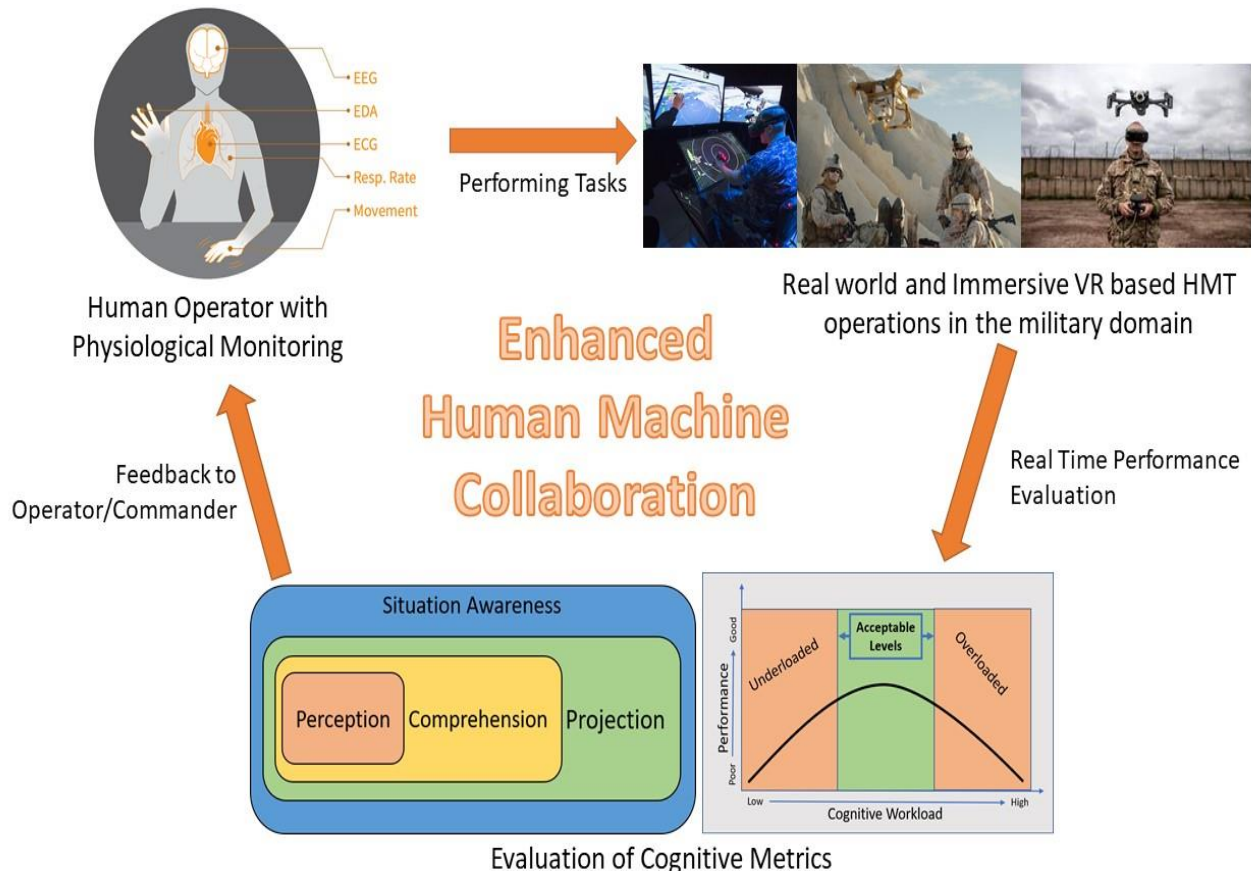 EEG
EDA
ECG
Resp. Rate
Movement
Human Operator with
Physiological Monitoring
Performing Tasks
Real world and Immersive VR based HMT
operations in the military domain
Enhanced
Human Machine
Collaboration
Feedback to
Operator/Commander
Real Time Performance
Evaluation
Situation Awareness
Perception
Comprehension
Projection
Good
Performance
Poor
Underloaded
Acceptable
Levels
Overloaded
Low
High
Cognitive Workload
Evaluation of Cognitive Metrics